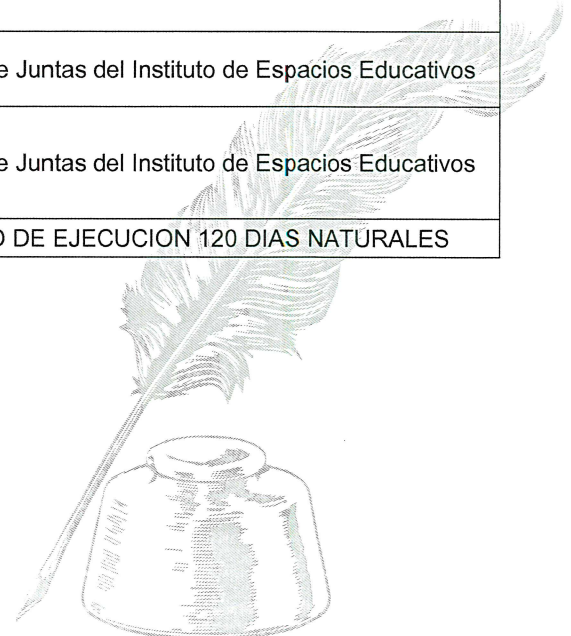 e Juntas del Instituto de Espacios Educativos
e Juntas del Instituto de Espacios Educativos
O DE EJECUCION 120 DIAS NATURALES